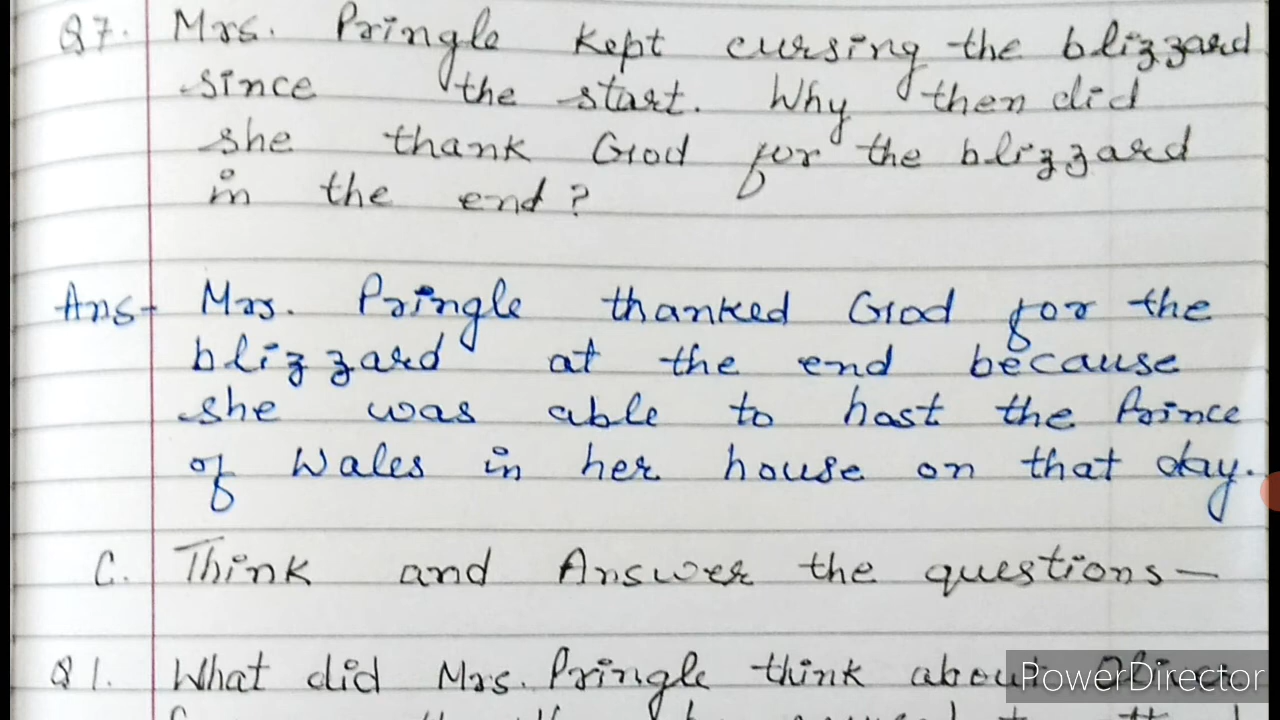 Q7. Mrs. Pringle kept cursing the blizzard
since the start. Why then did
she thank God for the blizzard
in the end?
Ans- Mrs. Pringle thanked God for the
blizzard at the end because
she was able to host the Prince
of Wales in her house on that day.
C. Think and Answer the questions—
Q1. What did Mrs. Pringle think about
PowerDirector